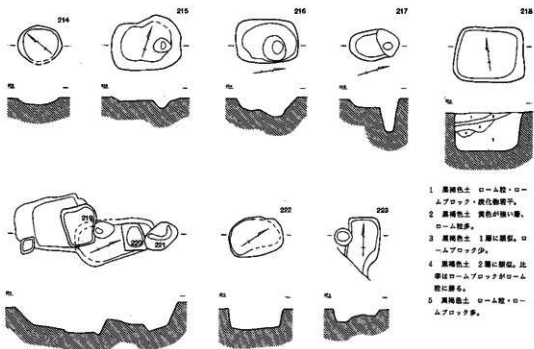 214
215
216
217
218
1 黒褐色土 ローム粒・ロー
ムブロック・炭化物若干。
2 黒褐色土 黄色が強い層。
ローム粒多。
3 黒褐色土 1層に類似。ロ
ームブロック少。
4 黒褐色土 2層に類似。比
率はロームブロックがローム
粒に勝る。
5 黒褐色土 ローム粒・ロー
ムブロック多。
219
220
221
222
223